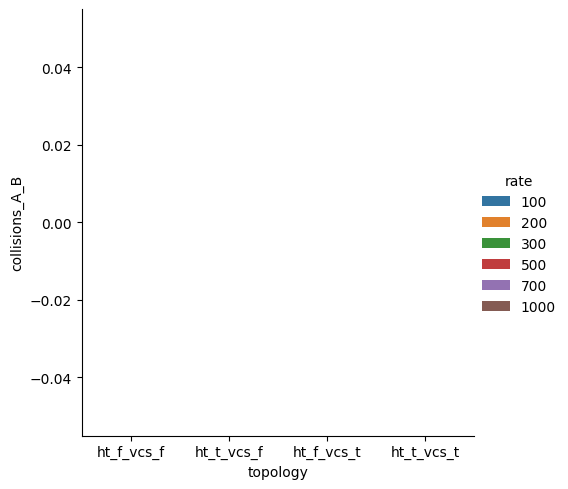 0.04
0.02
0.00
−0.02
−0.04
collisions_A_B
ht_f_vcs_f
ht_t_vcs_f
ht_f_vcs_t
ht_t_vcs_t
topology
rate
100
200
300
500
700
1000